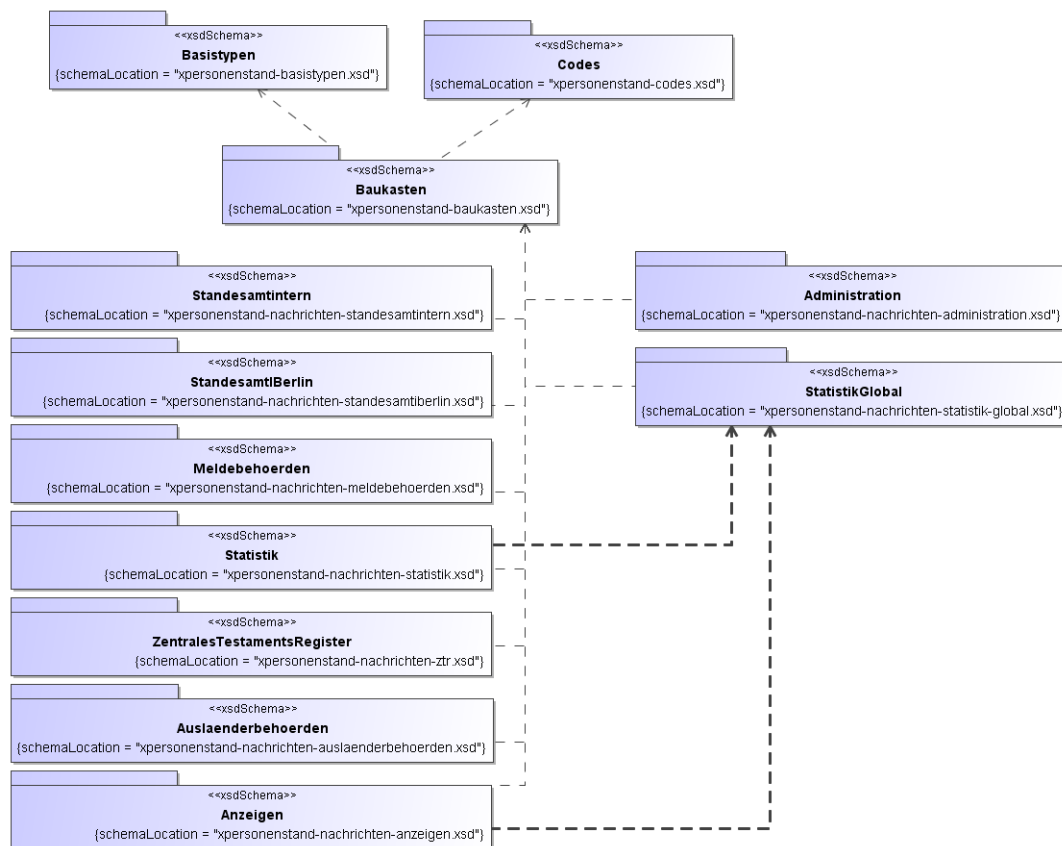 <<xsdSchema>>
Basistypen
{schemaLocation = "xpersonenstand-basistypen.xsd"}
<<xsdSchema>>
Codes
{schemaLocation = "xpersonenstand-codes.xsd"}
<<xsdSchema>>
Baukasten
{schemaLocation = "xpersonenstand-baukasten.xsd"}
<<xsdSchema>>
Standesamtintern
{schemaLocation = "xpersonenstand-nachrichten-standesamtintern.xsd"}
<<xsdSchema>>
Administration
{schemaLocation = "xpersonenstand-nachrichten-administration.xsd"}
<<xsdSchema>>
StandesamtIBerlin
{schemaLocation = "xpersonenstand-nachrichten-standesamtiberlin.xsd"}
<<xsdSchema>>
StatistikGlobal
{schemaLocation = "xpersonenstand-nachrichten-statistik-global.xsd"}
<<xsdSchema>>
Meldebehoerden
{schemaLocation = "xpersonenstand-nachrichten-meldebehoerden.xsd"}
<<xsdSchema>>
Statistik
{schemaLocation = "xpersonenstand-nachrichten-statistik.xsd"}
<<xsdSchema>>
ZentralesTestamentsRegister
{schemaLocation = "xpersonenstand-nachrichten-ztr.xsd"}
<<xsdSchema>>
Auslaenderbehoerden
{schemaLocation = "xpersonenstand-nachrichten-auslaenderbehoerden.xsd"}
<<xsdSchema>>
Anzeigen
{schemaLocation = "xpersonenstand-nachrichten-anzeigen.xsd"}